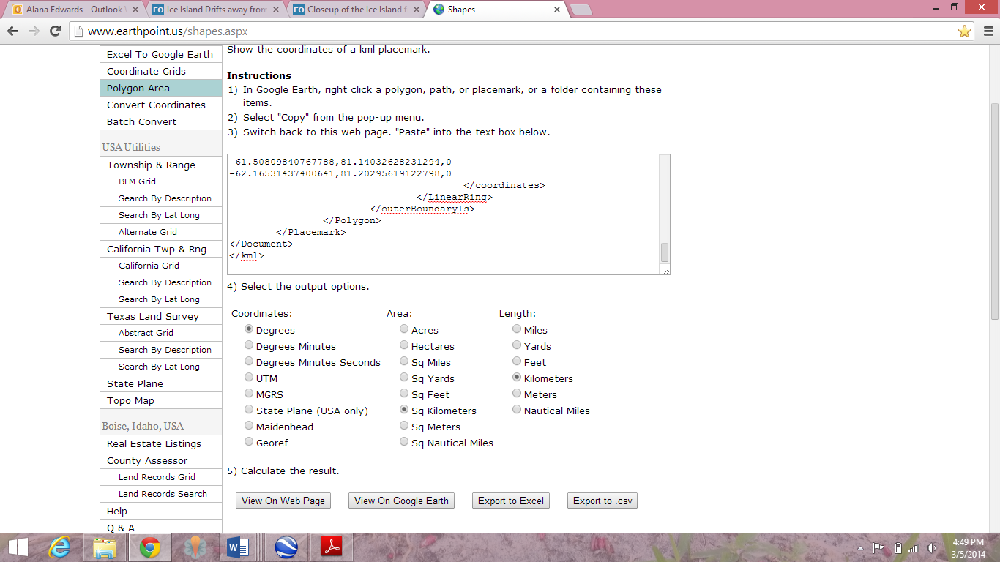 Alana Edwards - Outlook
Ice Island Drifts away from
Closeup of the Ice Island f
Shapes
www.earthpoint.us/shapes.aspx
Excel To Google Earth
Coordinate Grids
Polygon Area
Convert Coordinates
Batch Convert
USA Utilities
Township & Range
BLM Grid
Search By Description
Search By Lat Long
Alternate Grid
California Twp & Rng
California Grid
Search By Description
Search By Lat Long
Texas Land Survey
Abstract Grid
Search By Description
Search By Lat Long
State Plane
Topo Map
Boise, Idaho, USA
Real Estate Listings
County Assessor
Land Records Grid
Land Records Search
Help
Q & A
Show the coordinates of a kml placemark.
Instructions
1) In Google Earth, right click a polygon, path, or placemark, or a folder containing these
items.
2) Select "Copy" from the pop-up menu.
3) Switch back to this web page. "Paste" into the text box below.
-61.50809840767788,81.14032628231294,0
-62.16531437400641,81.20295619122798,0
</coordinates>
</LinearRing>
</outerBoundaryIs>
</Polygon>
</Placemark>
</Document>
</kml>
4) Select the output options.
Coordinates:
Degrees
Degrees Minutes
Degrees Minutes Seconds
UTM
MGRS
State Plane (USA only)
Maidenhead
Georef
Area:
Acres
Hectares
Sq Miles
Sq Yards
Sq Feet
Sq Kilometers
Sq Meters
Sq Nautical Miles
Length:
Miles
Yards
Feet
Kilometers
Meters
Nautical Miles
5) Calculate the result.
View On Web Page
View On Google Earth
Export to Excel
Export to .csv
4:49 PM
3/5/2014